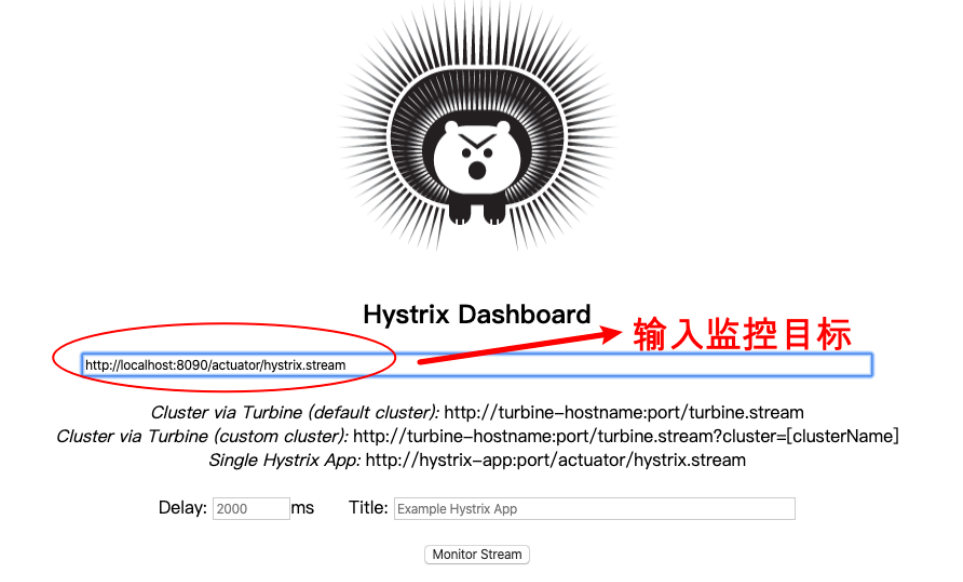 Hystrix Dashboard
输入监控目标
http://localhost:8090/actuator/hystrix.stream
Cluster via Turbine (default cluster): http://turbine-hostname:port/turbine.stream
Cluster via Turbine (custom cluster): http://turbine-hostname:port/turbine.stream?cluster=[clusterName]
Single Hystrix App: http://hystrix-app:port/actuator/hystrix.stream
Delay: 2000 ms Title: Example Hystrix App
Monitor Stream